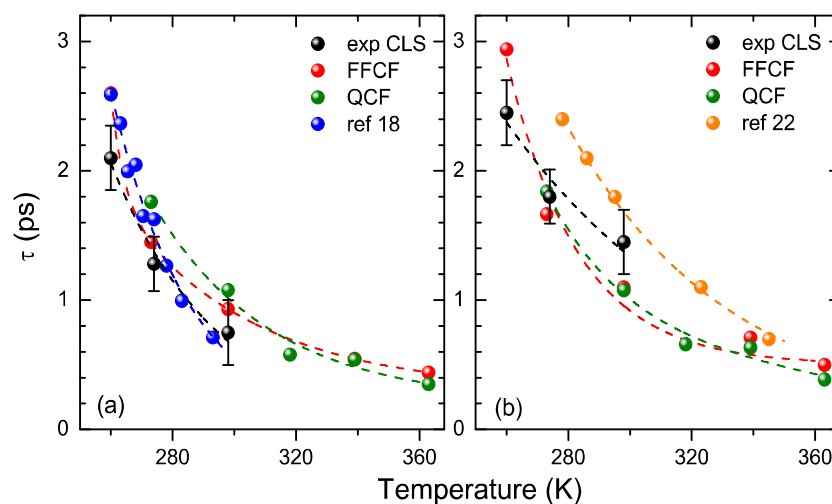 3
2
1
0
τ (ps)
exp CLS
FFCF
QCF
ref 18
(a)
280
320
360
3
2
1
0
exp CLS
FFCF
QCF
ref 22
(b)
280
320
360
Temperature (K)